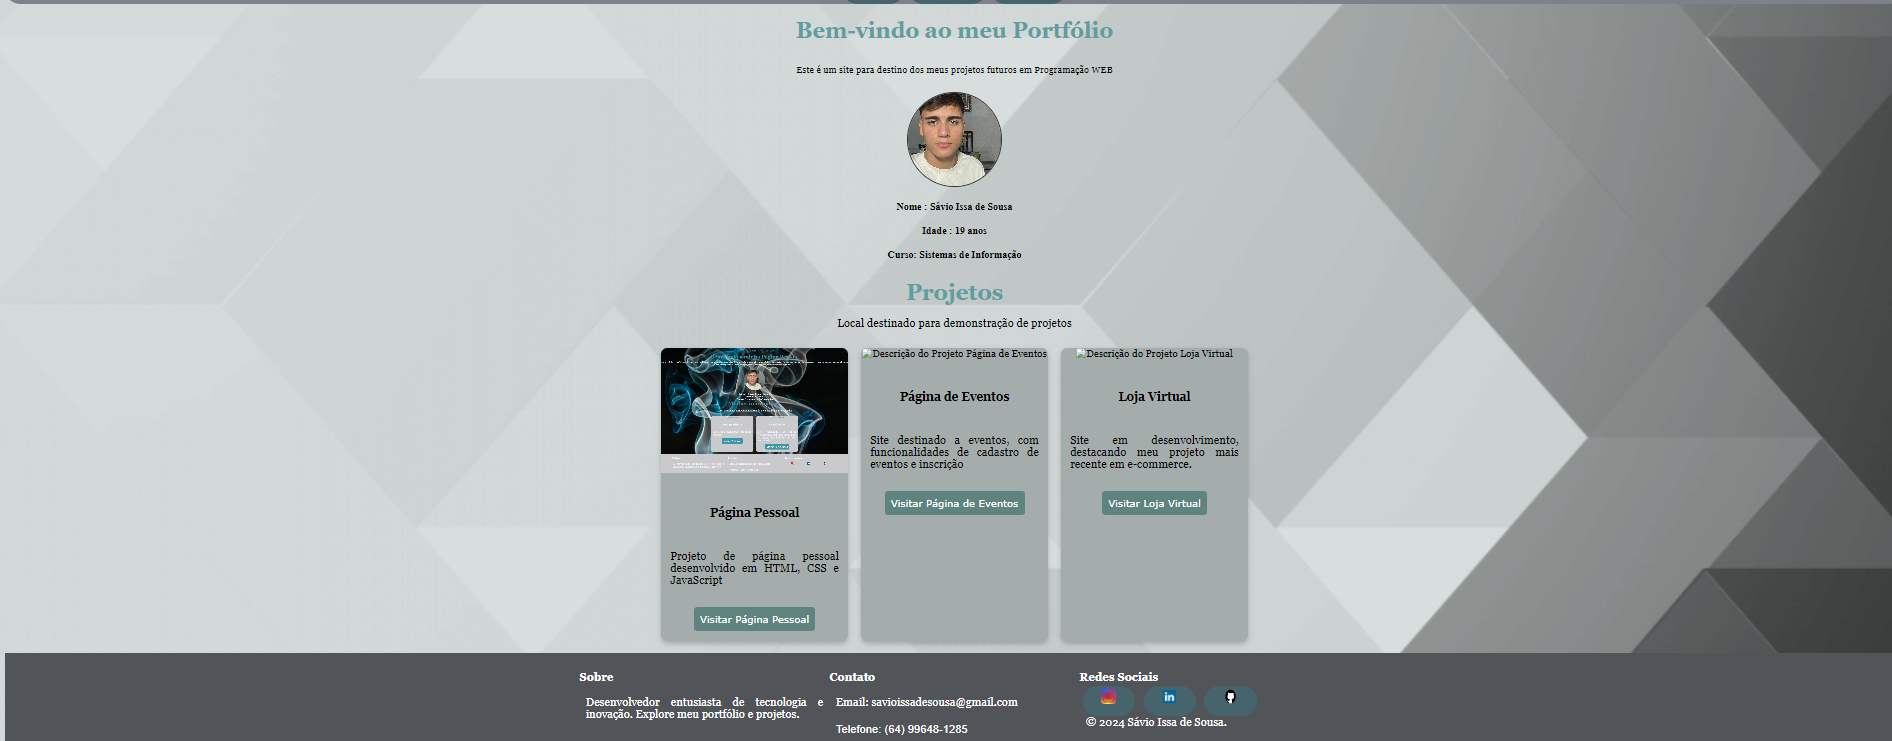 Bem-vindo ao meu Portfólio
Este é um site para destino dos meus projetos futuros em Programação WEB
Nome : Sávio Issa de Sousa
Idade : 19 anos
Curso: Sistemas de Informação
Projetos
Local destinado para demonstração de projetos
Página Pessoal
Projeto de página pessoal
desenvolvido em HTML, CSS e
JavaScript
Visitar Página Pessoal
Descrição do Projeto Página de Eventos
Página de Eventos
Site destinado a eventos, com
funcionalidades de cadastro de
eventos e inscrição
Visitar Página de Eventos
Descrição do Projeto Loja Virtual
Loja Virtual
Site em desenvolvimento,
destacando meu projeto mais
recente em e-commerce.
Visitar Loja Virtual
Sobre
Desenvolvedor entusiasta de tecnologia e
inovação. Explore meu portfólio e projetos.
Contato
Email: savioissadesousa@gmail.com
Telefone: (64) 99648-1285
Redes Sociais
in
© 2024 Sávio Issa de Sousa.